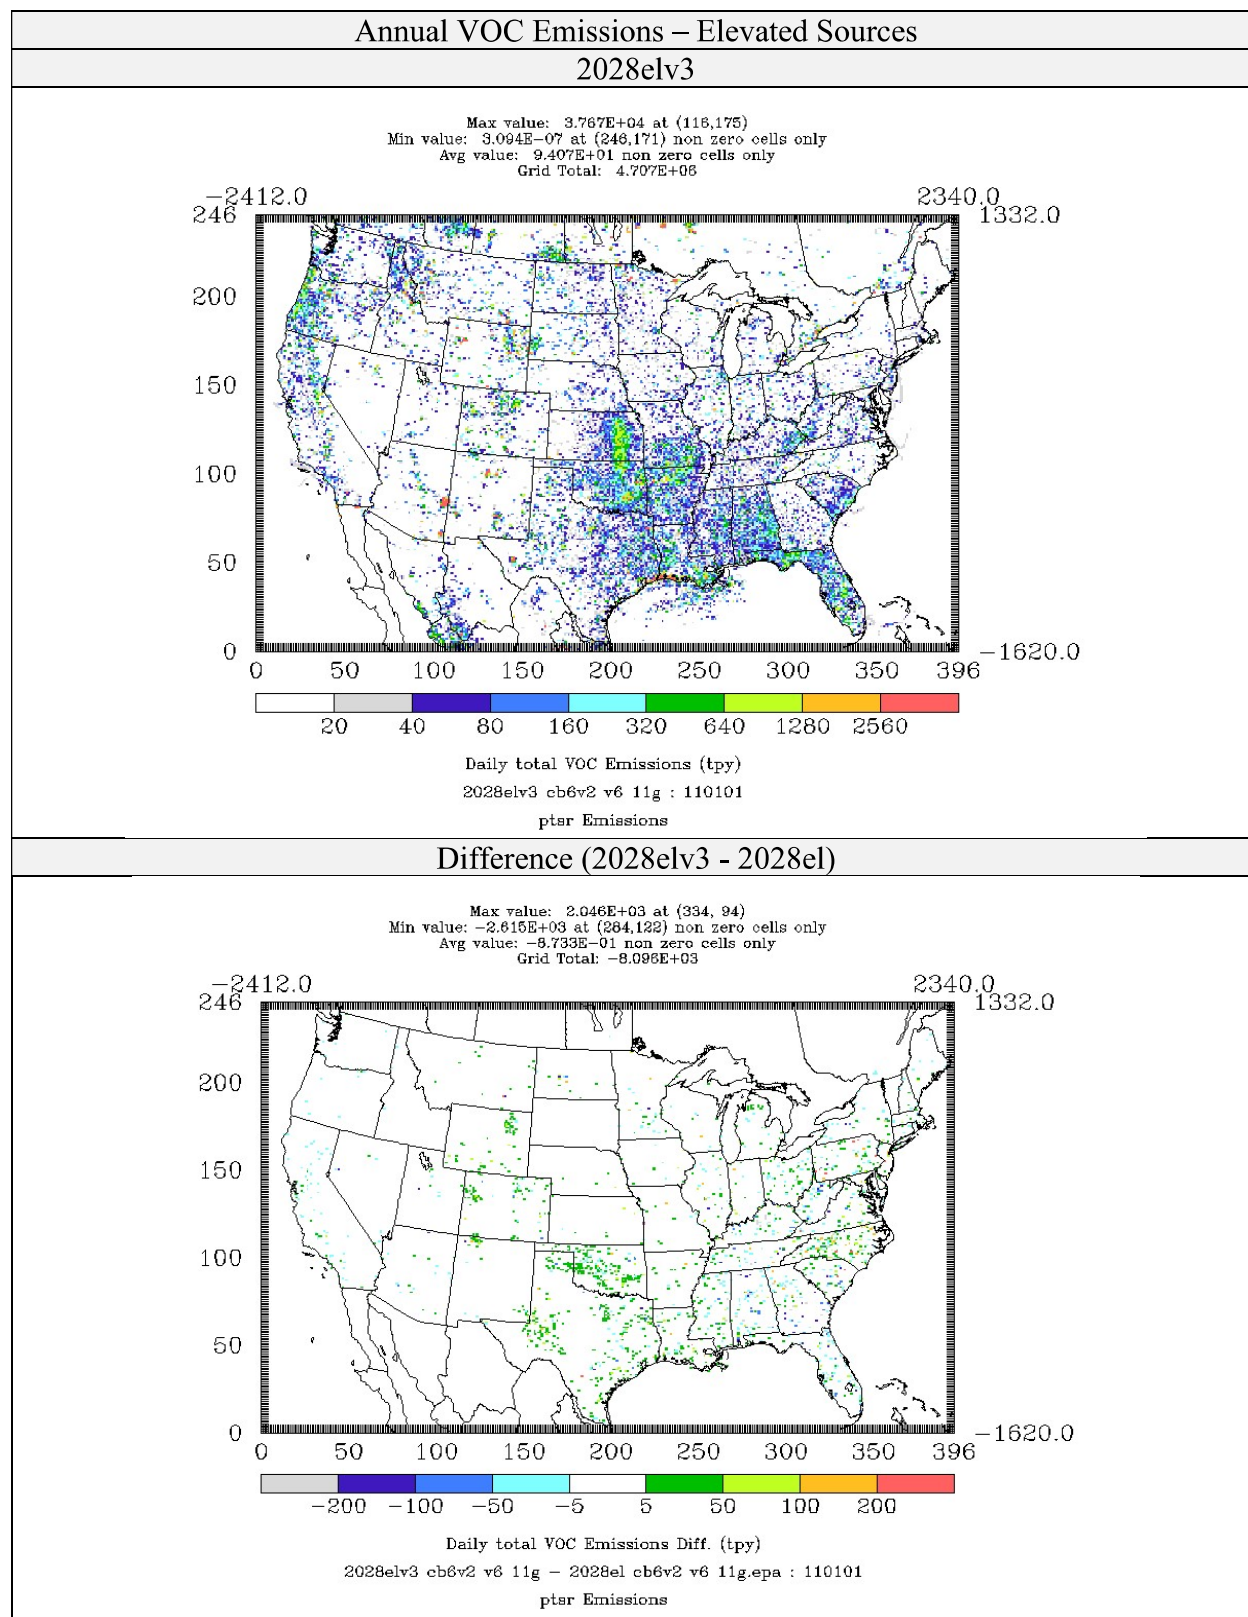 Annual VOC Emissions – Elevated Sources
2028elv3
Max value: 3.767E+04 at (116,175)
Min value: 3.094E-07 at (246,171) non zero cells only
Avg value: 9.407E+01 non zero cells only
Grid Total: 4.707E+06
-2412.0 2340.0
246 1332.0
200
150
100
50
0 -1620.0
0 50 100 150 200 250 300 350 396
20 40 80 160 320 640 1280 2560
Daily total VOC Emissions (tpy)
2028elv3 cb6v2 v6 11g : 110101
ptsr Emissions
Difference (2028elv3 - 2028el)
Max value: 2.046E+03 at (334, 94)
Min value: -2.615E+03 at (284,122) non zero cells only
Avg value: -8.733E-01 non zero cells only
Grid Total: -8.096E+03
-2412.0 2340.0
246 1332.0
200
150
100
50
0 -1620.0
0 50 100 150 200 250 300 350 396
-200 -100 -50 -5 5 50 100 200
Daily total VOC Emissions Diff. (tpy)
2028elv3 cb6v2 v6 11g - 2028el cb6v2 v6 11g.epa : 110101
ptsr Emissions